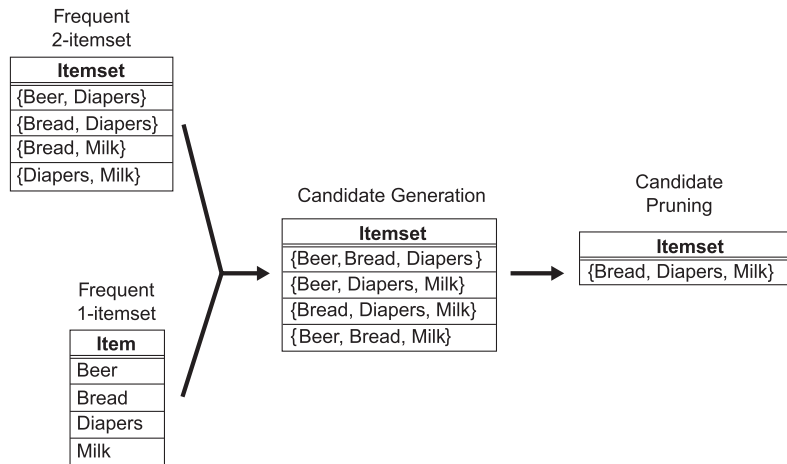 Frequent
2-itemset
Itemset
{Beer, Diapers}
{Bread, Diapers}
{Bread, Milk}
{Diapers, Milk}
Frequent
1-itemset
Item
Beer
Bread
Diapers
Milk
Candidate Generation
Itemset
{Beer, Bread, Diapers}
{Beer, Diapers, Milk}
{Bread, Diapers, Milk}
{Beer, Bread, Milk}
Candidate
Pruning
Itemset
{Bread, Diapers, Milk}